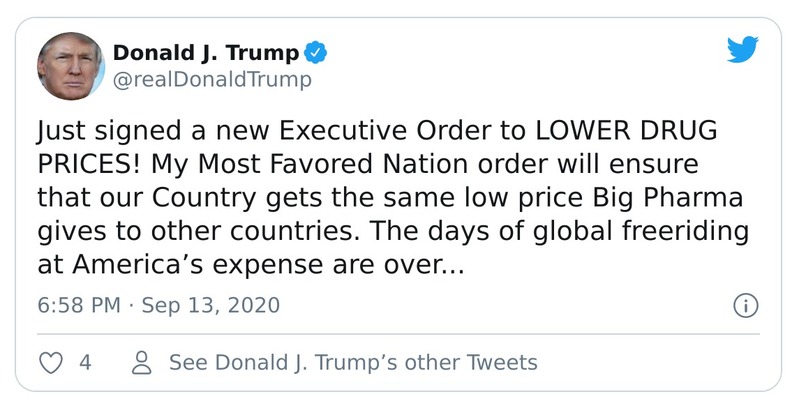 Donald J. Trump
@realDonaldTrump
Just signed a new Executive Order to LOWER DRUG
PRICES! My Most Favored Nation order will ensure
that our Country gets the same low price Big Pharma
gives to other countries. The days of global freeriding
at America’s expense are over...
6:58 PM · Sep 13, 2020
4 See Donald J. Trump’s other Tweets